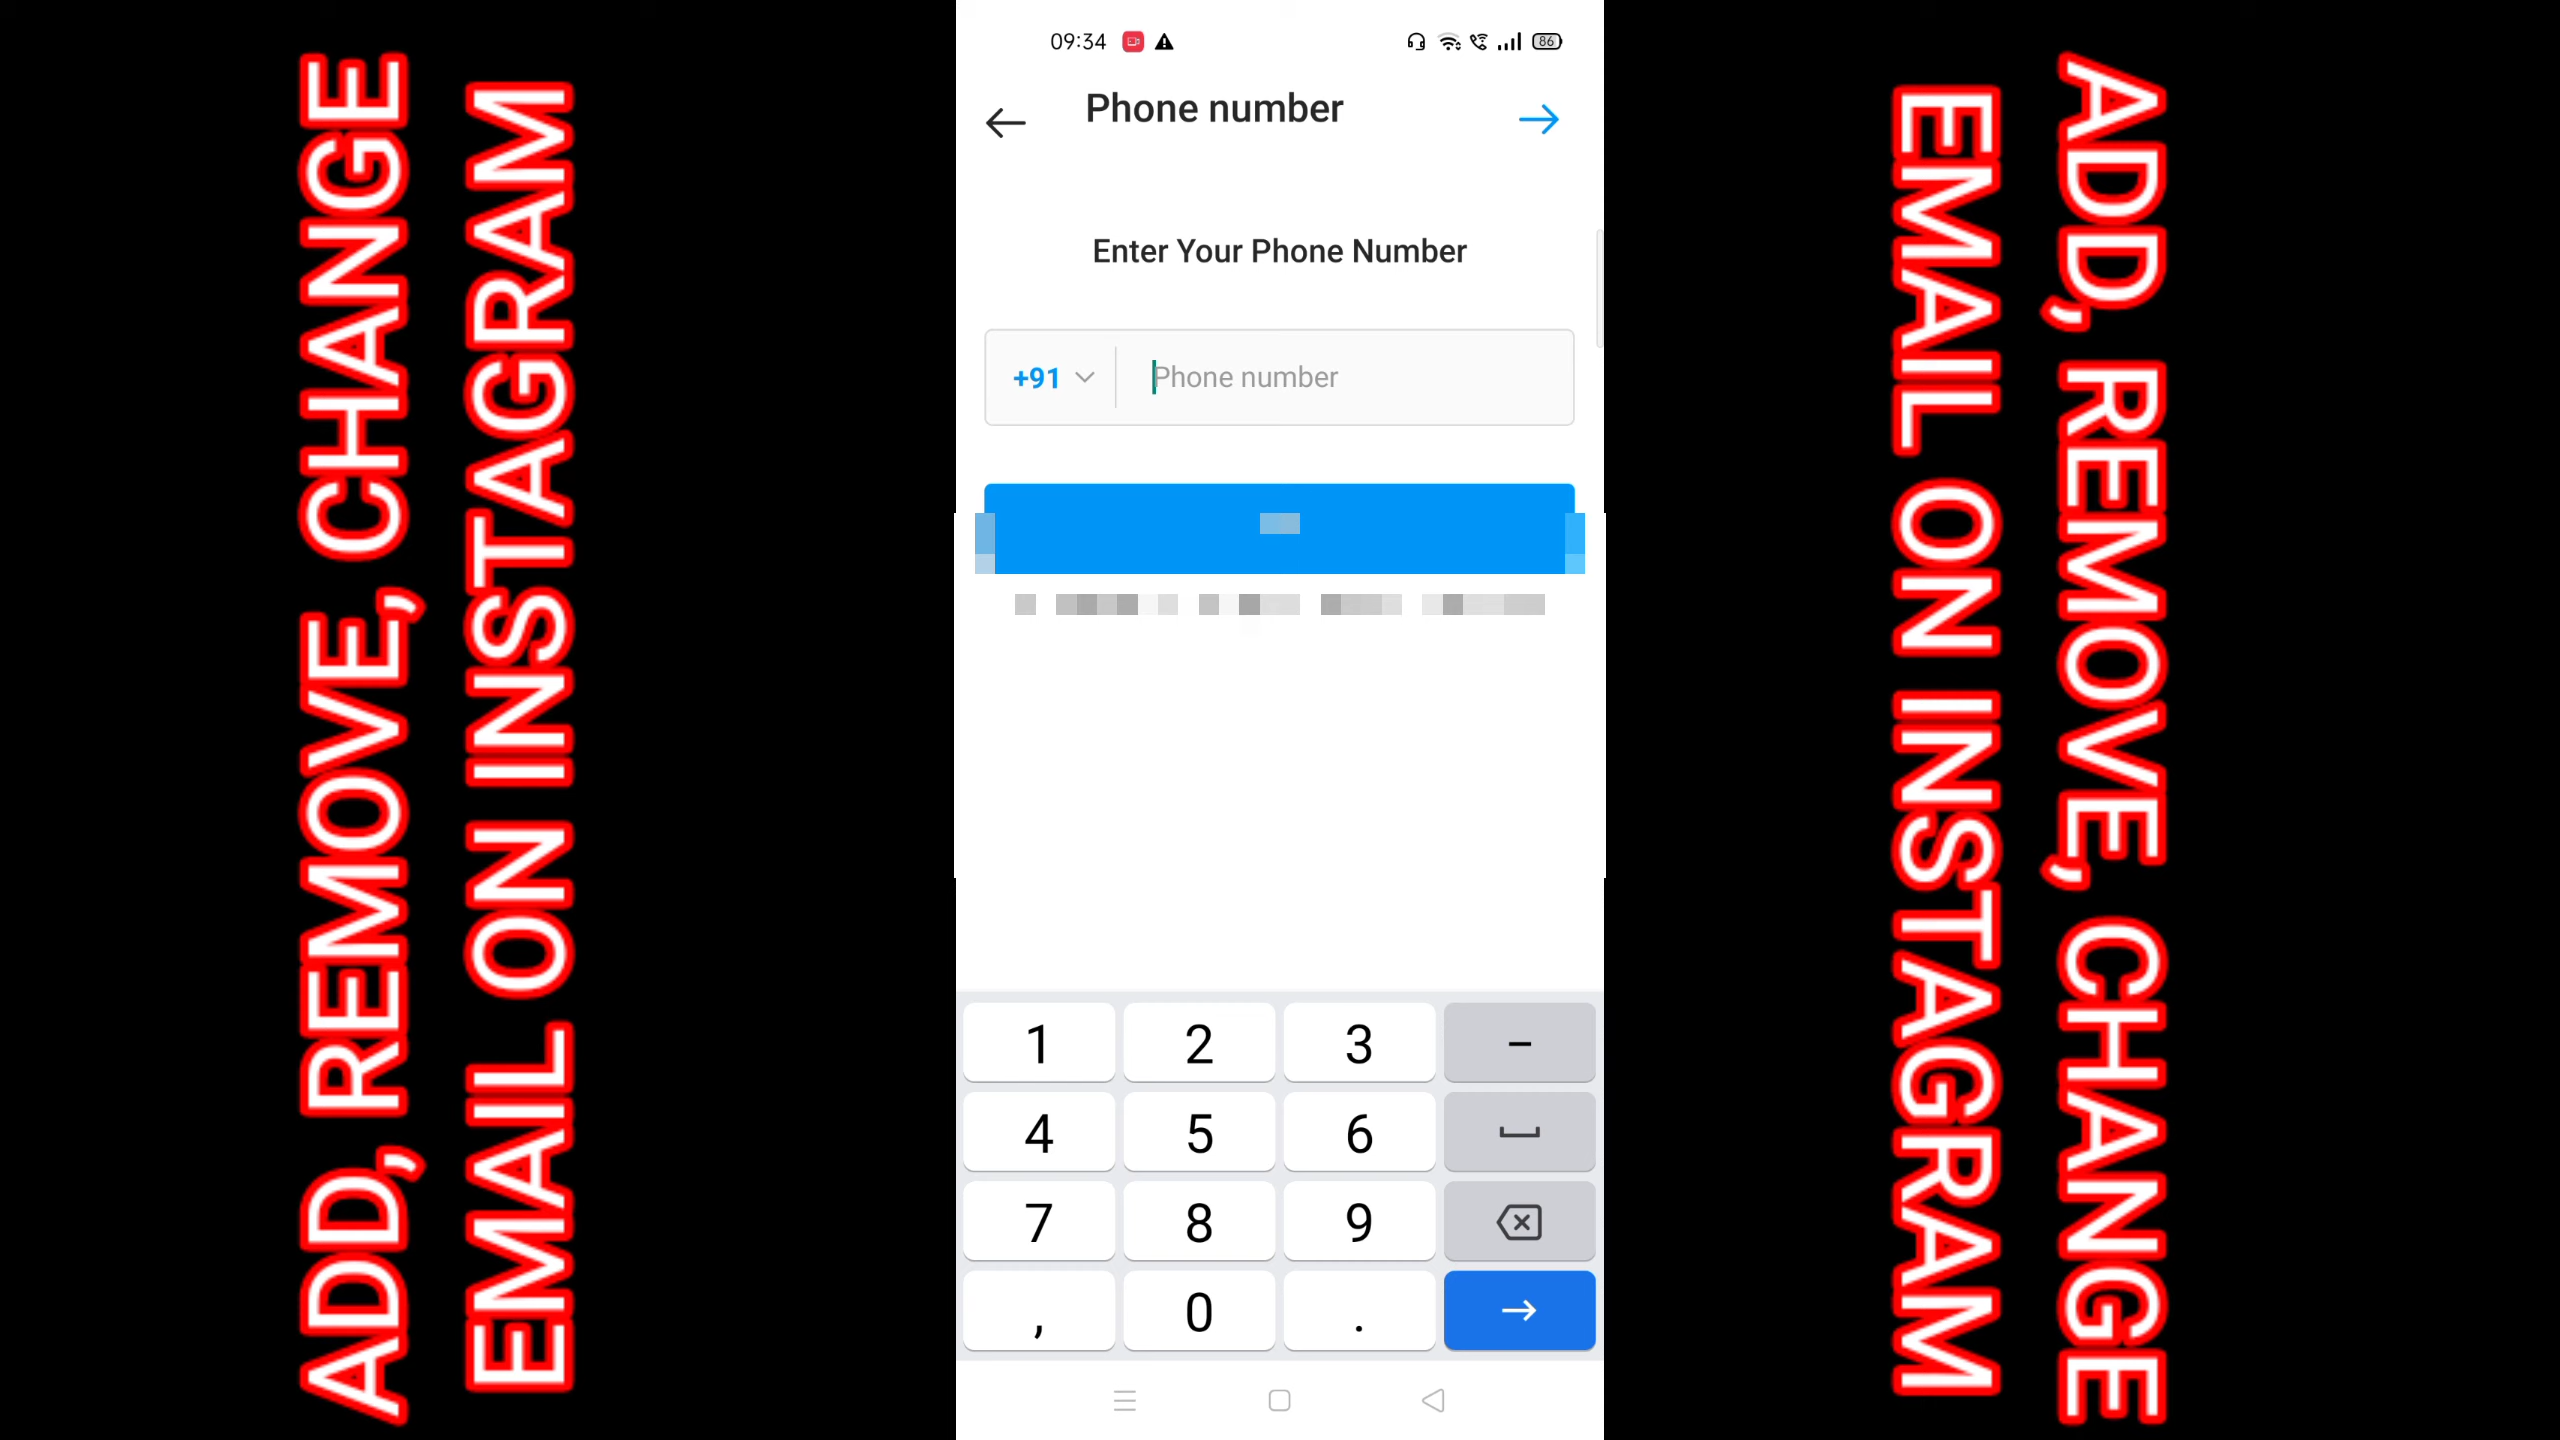 ADD, REMOVE, CHANGE
EMAIL ON INSTAGRAM
09:34
86
Phone number
Enter Your Phone Number
+91
Phone number
1 2 3 –
4 5 6
7 8 9
, 0 .
ADD, REMOVE, CHANGE
EMAIL ON INSTAGRAM